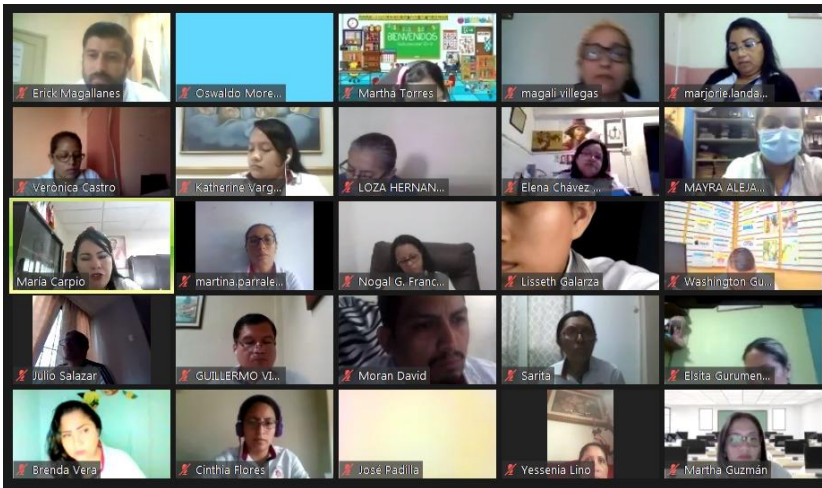 Erick Magallanes
Oswaldo More...
BIENVENIDOS
Martha Torres
magali villegas
marjorie.landa...
Verónica Castro
Katherine Varg...
LOZA HERNAN...
Elena Chávez ...
MAYRA ALEJA...
María Carpio
martina.parrale...
Nogal G. Franc...
Lisseth Galarza
Washington Gu...
Julio Salazar
GUILLERMO VI...
Moran David
Sarita
Elsita Gurumen...
Brenda Vera
Cinthia Flores
José Padilla
Yessenia Lino
Martha Guzmán